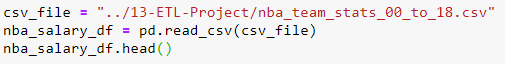 csv_file = "../13-ETL-Project/nba_team_stats_00_to_18.csv"
nba_salary_df = pd.read_csv(csv_file)
nba_salary_df.head()